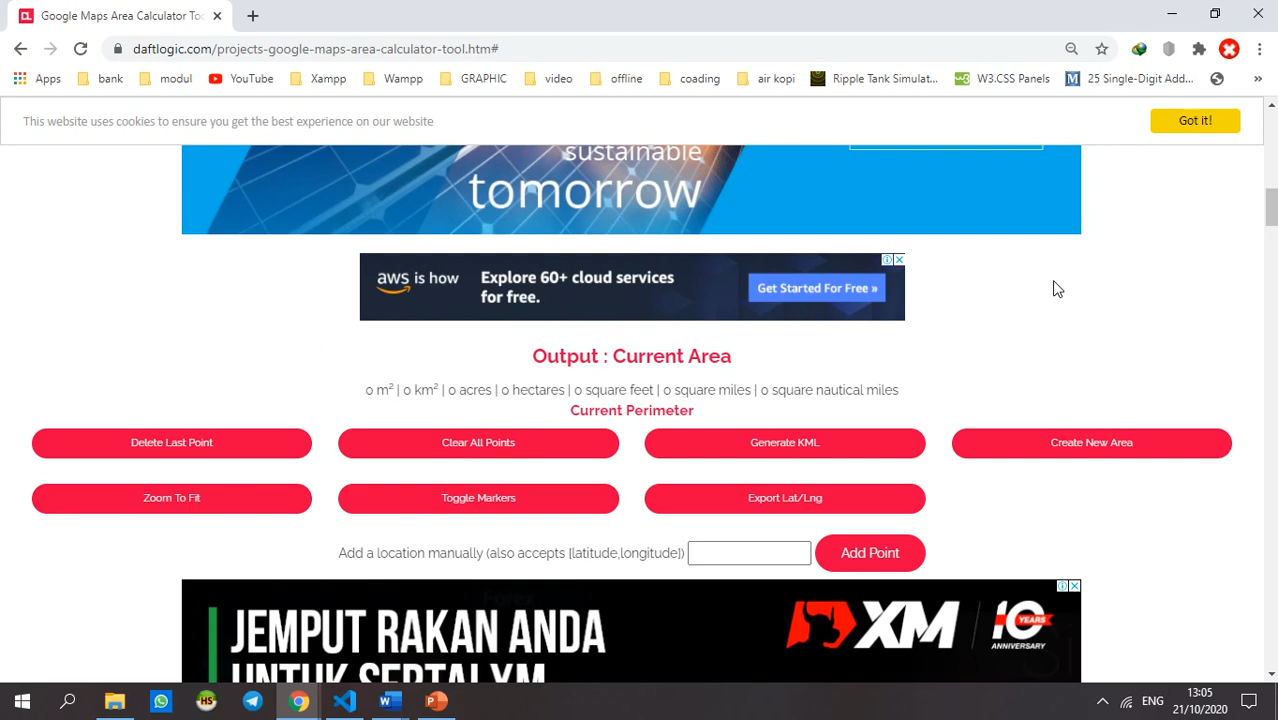 Google Maps Area Calculator Too
daftlogic.com/projects-google-maps-area-calculator-tool.htm#
Apps
bank
modul
YouTube
Xampp
Wampp
GRAPHIC
video
offline
coading
air kopi
Ripple Tank Simulat...
W3.CSS Panels
25 Single-Digit Add...
This website uses cookies to ensure you get the best experience on our website
Got it!
sustainable
tomorrow
aws is how
Explore 60+ cloud services
for free.
Get Started For Free »
Output : Current Area
0 m² | 0 km² | 0 acres | 0 hectares | 0 square feet | 0 square miles | 0 square nautical miles
Current Perimeter
Delete Last Point
Clear All Points
Generate KML
Create New Area
Zoom To Fit
Toggle Markers
Export Lat/Lng
Add a location manually (also accepts [latitude,longitude])
Add Point
JEMPUT RAKAN ANDA
UNTUK SERTAI XM
XM
10
YEARS
ANNIVERSARY
ENG
13:05
21/10/2020